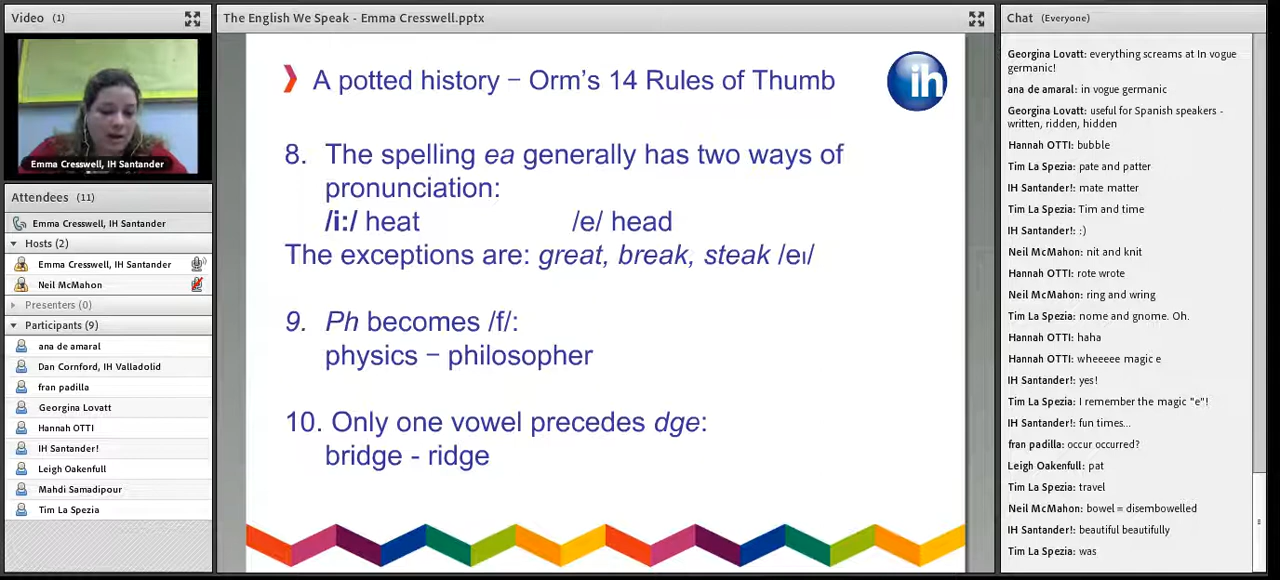 Video (1)
Emma Cresswell, IH Santander
Attendees (11)
Emma Cresswell, IH Santander
Hosts (2)
Emma Cresswell, IH Santander
Neil McMahon
Presenters (0)
Participants (9)
ana de amaral
Dan Cornford, IH Valladolid
fran padilla
Georgina Lovatt
Hannah OTTI
IH Santander!
Leigh Oakenfull
Mahdi Samadipour
Tim La Spezia
The English We Speak - Emma Cresswell.pptx
A potted history – Orm's 14 Rules of Thumb
ih
8. The spelling ea generally has two ways of
pronunciation:
/i:/ heat /e/ head
The exceptions are: great, break, steak /eɪ/
9. Ph becomes /f/:
physics – philosopher
10. Only one vowel precedes dge:
bridge - ridge
Chat (Everyone)
Georgina Lovatt: everything screams at In vogue
germanic!
ana de amaral: in vogue germanic
Georgina Lovatt: useful for Spanish speakers -
written, ridden, hidden
Hannah OTTI: bubble
Tim La Spezia: pate and patter
IH Santander!: mate matter
Tim La Spezia: Tim and time
IH Santander!: :)
Neil McMahon: nit and knit
Hannah OTTI: rote wrote
Neil McMahon: ring and wring
Tim La Spezia: nome and gnome. Oh.
Hannah OTTI: haha
Hannah OTTI: wheeeee magic e
IH Santander!: yes!
Tim La Spezia: I remember the magic "e"!
IH Santander!: fun times...
fran padilla: occur occurred?
Leigh Oakenfull: pat
Tim La Spezia: travel
Neil McMahon: bowel = disembowelled
IH Santander!: beautiful beautifully
Tim La Spezia: was